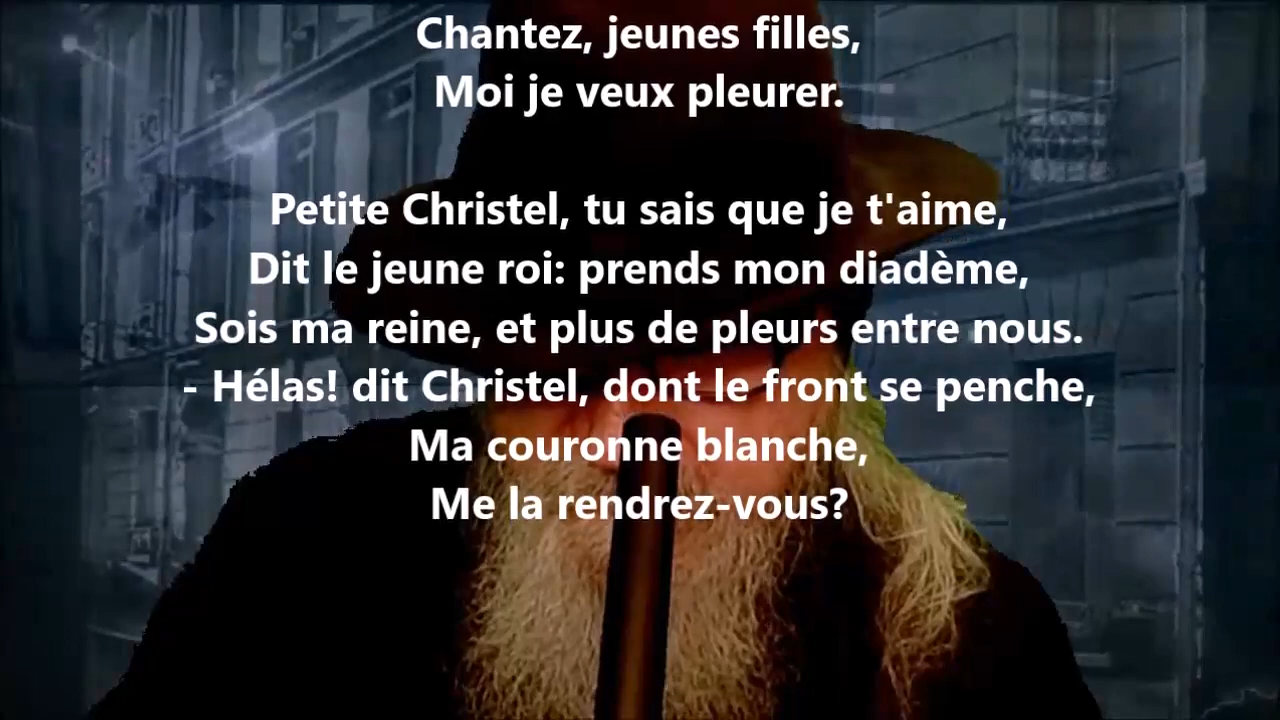 Chantez, jeunes filles,
Moi je veux pleurer.
Petite Christel, tu sais que je t'aime,
Dit le jeune roi: prends mon diadème,
Sois ma reine, et plus de pleurs entre nous.
- Hélas! dit Christel, dont le front se penche,
Ma couronne blanche,
Me la rendrez-vous?